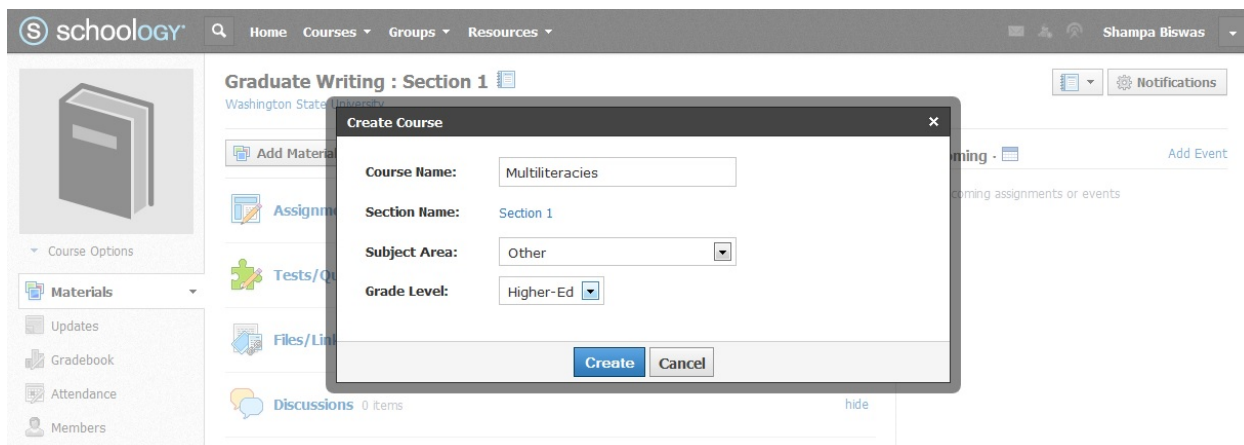 S schoology Home Courses Groups Resources Shampa Biswas
Graduate Writing : Section 1 Notifications
Washington State University
Create Course
Add Materia ming · Add Event
Course Name: Multiliteracies
coming assignments or events
Section Name: Section 1
Assignm
Course Options
Subject Area: Other
Tests/Qu
Materials
Grade Level: Higher-Ed
Updates
Files/Lin
Gradebook
Create Cancel
Attendance
Discussions 0 items hide
Members